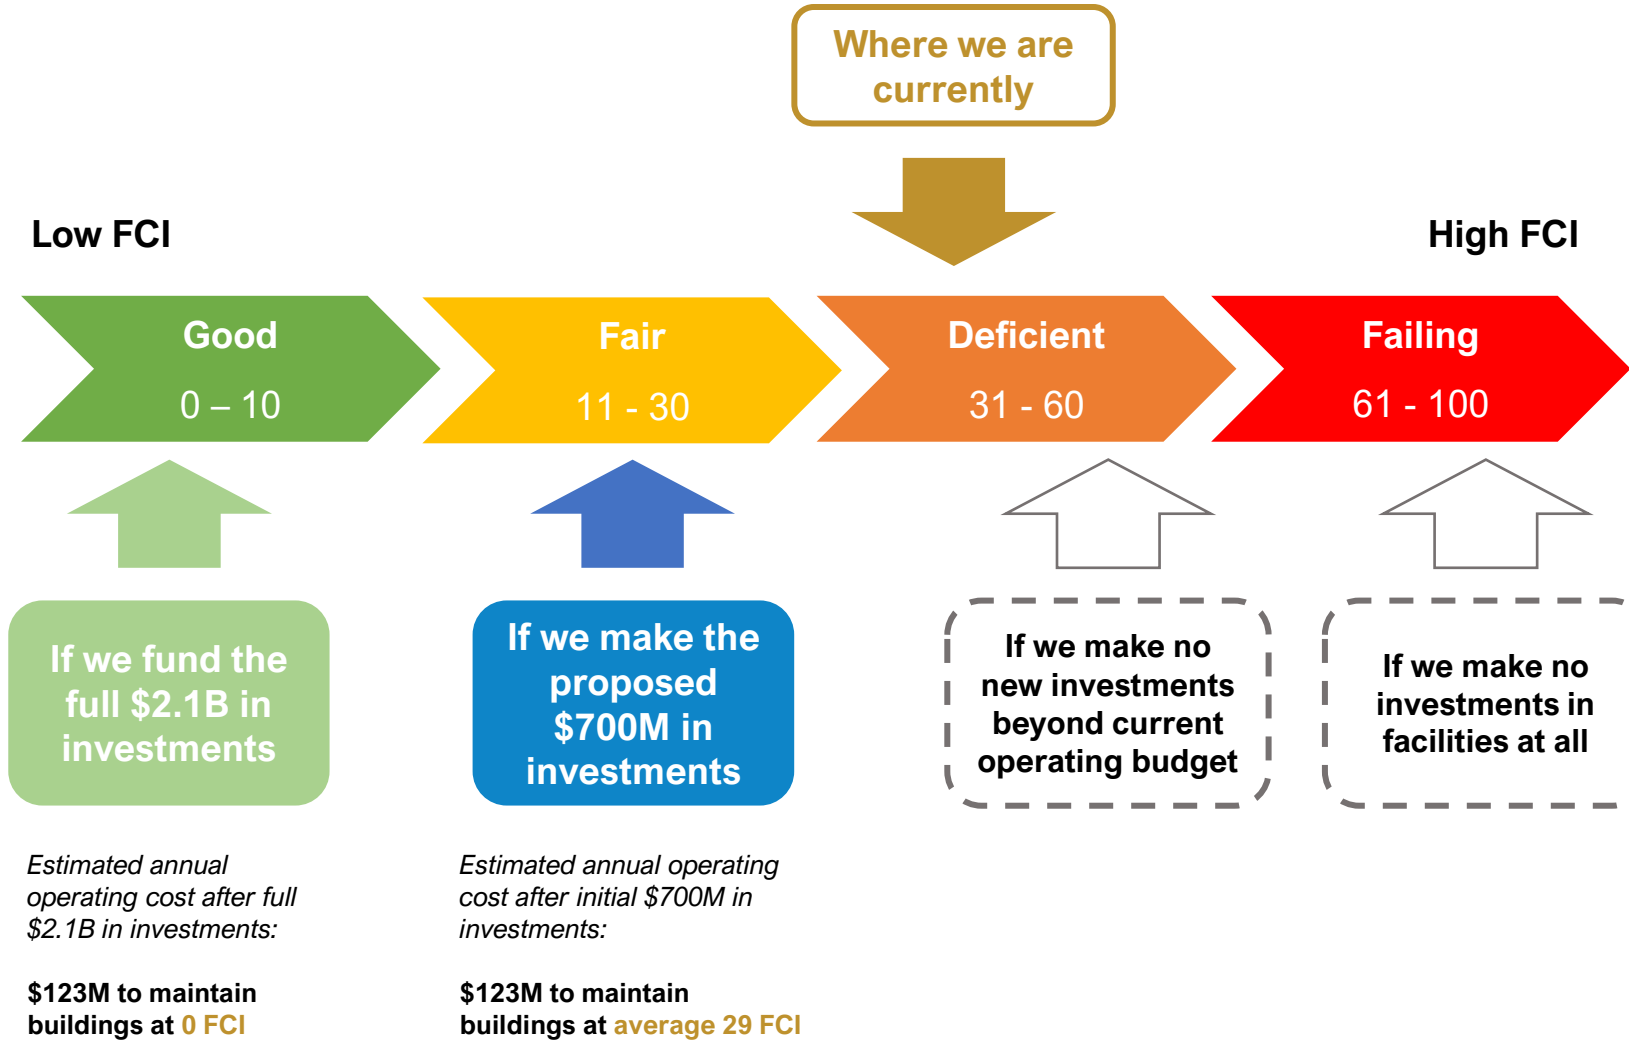 Where we are
currently
Low FCI
High FCI
Good
0 – 10
Fair
11 - 30
Deficient
31 - 60
Failing
61 - 100
If we fund the
full $2.1B in
investments
If we make the
proposed
$700M in
investments
If we make no
new investments
beyond current
operating budget
If we make no
investments in
facilities at all
Estimated annual
operating cost after full
$2.1B in investments:
$123M to maintain
buildings at 0 FCI
Estimated annual operating
cost after initial $700M in
investments:
$123M to maintain
buildings at average 29 FCI